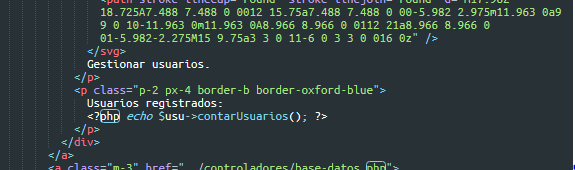 18.725A7.488 7.488 0 0012 15.75a7.488 7.488 0 00-5.982 2.975m11.963 0a9
9 0 10-11.963 0m11.963 0A8.966 8.966 0 0112 21a8.966 8.966 0
01-5.982-2.275M15 9.75a3 3 0 11-6 0 3 3 0 016 0z" />
</svg>
Gestionar usuarios.
</p>
<p class="p-2 px-4 border-b border-oxford-blue">
Usuarios registrados:
<?php echo $usu->contarUsuarios(); ?>
</p>
</div>
</a>
<a class="m-3" href="../controladores/base-datos.php">